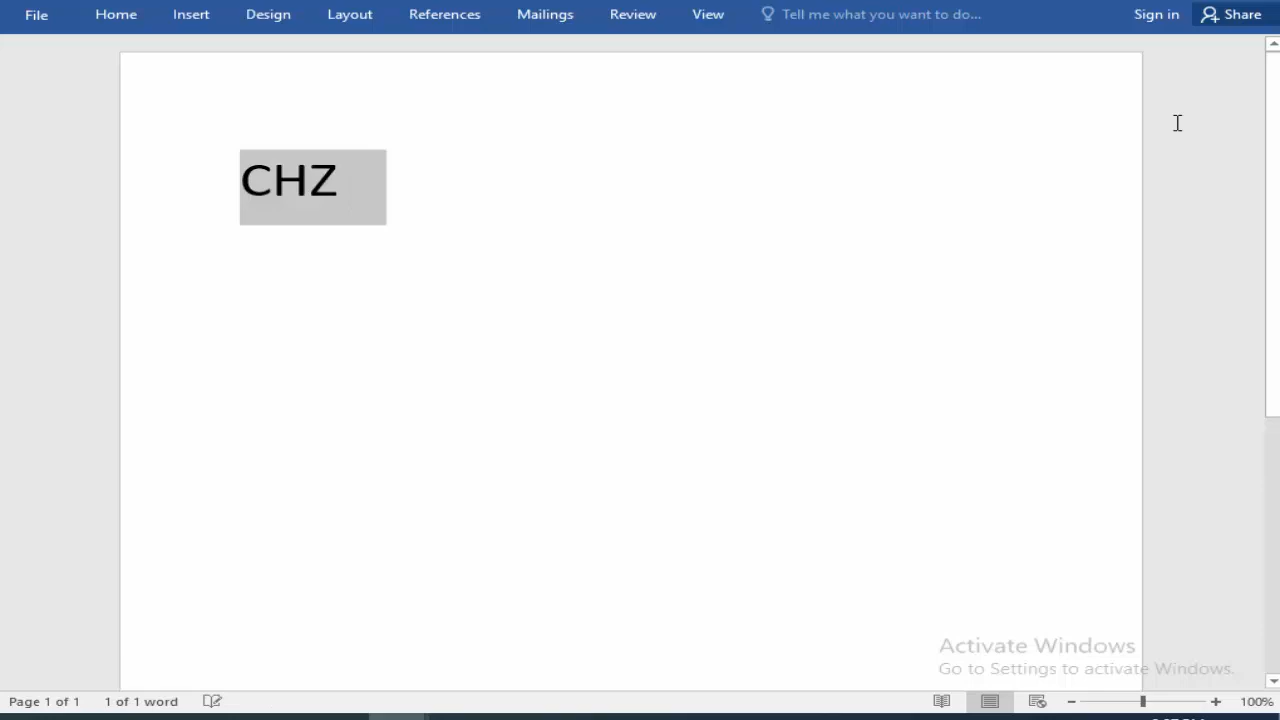 File Home Insert Design Layout References Mailings Review View Tell me what you want to do... Sign in Share
CHZ
Activate Windows
Go to Settings to activate Windows.
Page 1 of 1 1 of 1 word 100%